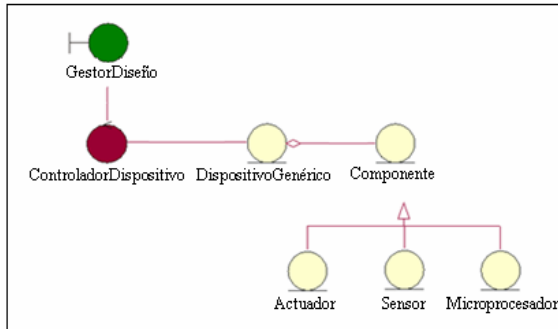 GestorDiseño
ControladorDispositivo
DispositivoGenérico
Componente
Actuador
Sensor
Microprocesador